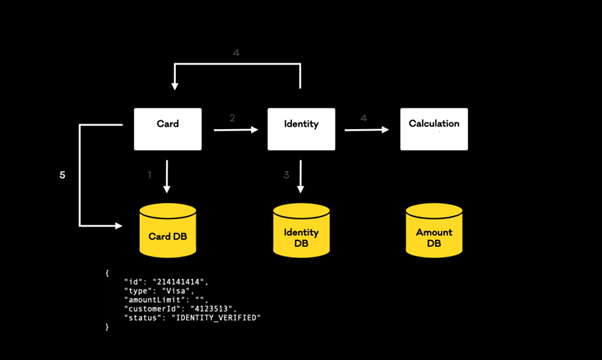 4
Card
2
Identity
4
Calculation
5
1
3
Card DB
Identity
DB
Amount
DB
{
"id": "214141414",
"type": "Visa",
"amountLimit": "",
"customerId": "4123513",
"status": "IDENTITY_VERIFIED"
}